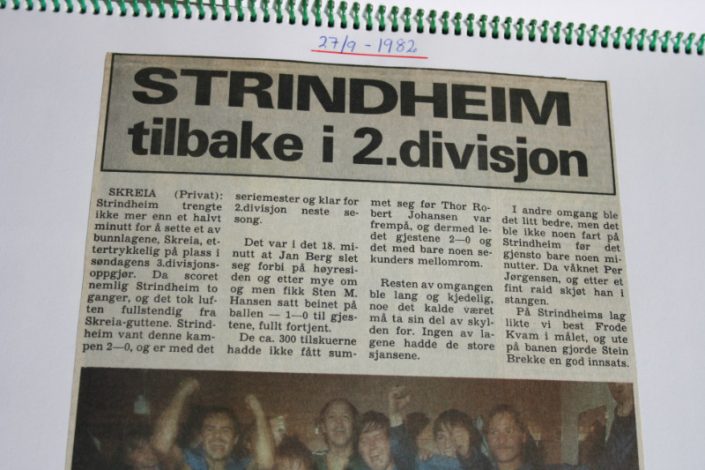 27/9 - 1982
STRINDHEIM
tilbake i 2.divisjon
SKREIA (Privat):
Strindheim trengte
ikke mer enn et halvt
minutt for å sette et av
bunnlagene, Skreia, et-
tertrykkelig på plass i
søndagens 3.divisjons-
oppgjør. Da scoret
nemlig Strindheim to
ganger, og det tok luf-
ten fullstendig fra
Skreia-guttene. Strind-
heim vant denne kam-
pen 2—0, og er med det
seriemester og klar for
2.divisjon neste se-
song.
Det var i det 18. mi-
nutt at Jan Berg slet
seg forbi på høyresi-
den og etter mye om
og men fikk Sten M.
Hansen satt beinet på
ballen — 1—0 til gje-
stene, fullt fortjent.
De ca. 300 tilskuerne
hadde ikke fått sum-
met seg før Thor Ro-
bert Johansen var
frempå, og dermed le-
det gjestene 2—0 og
det med bare noen se-
kunders mellomrom.
Resten av omgangen
ble lang og kjedelig,
noe det kalde været
må ta sin del av skyl-
den for. Ingen av la-
gene hadde de store
sjansene.
I andre omgang ble
det litt bedre, men det
ble ikke noen fart på
Strindheim før det
gjensto bare noen mi-
nutter. Da våknet Per
Jørgensen, og etter et
fint raid skjøt han i
stangen.
På Strindheims lag
likte vi best Frode
Kvam i målet, og ute
på banen gjorde Stein
Brekke en god innsats.